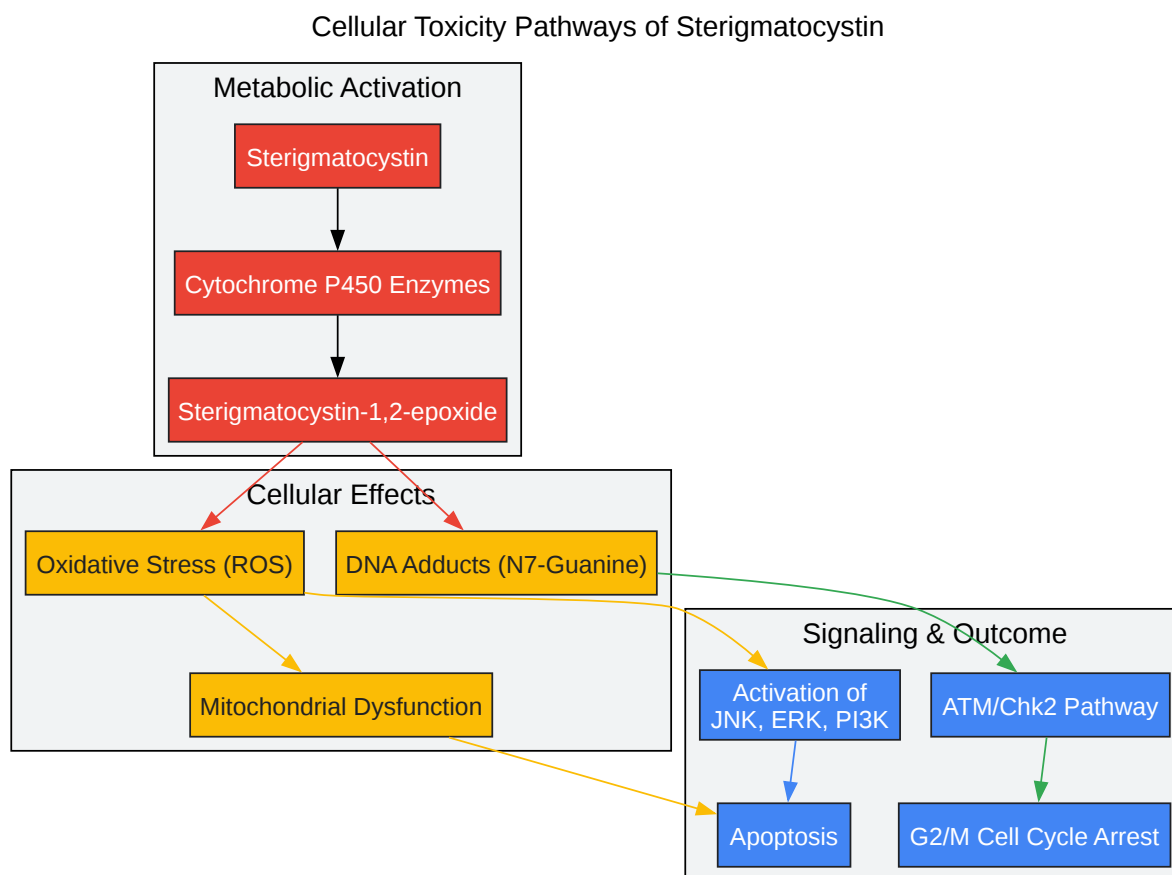 Cellular Toxicity Pathways of Sterigmatocystin
Metabolic Activation
Sterigmatocystin
Cytochrome P450 Enzymes
Sterigmatocystin-1,2-epoxide
Cellular Effects
Oxidative Stress (ROS)
DNA Adducts (N7-Guanine)
Mitochondrial Dysfunction
Signaling & Outcome
Activation of
JNK, ERK, PI3K
ATM/Chk2 Pathway
Apoptosis
G2/M Cell Cycle Arrest